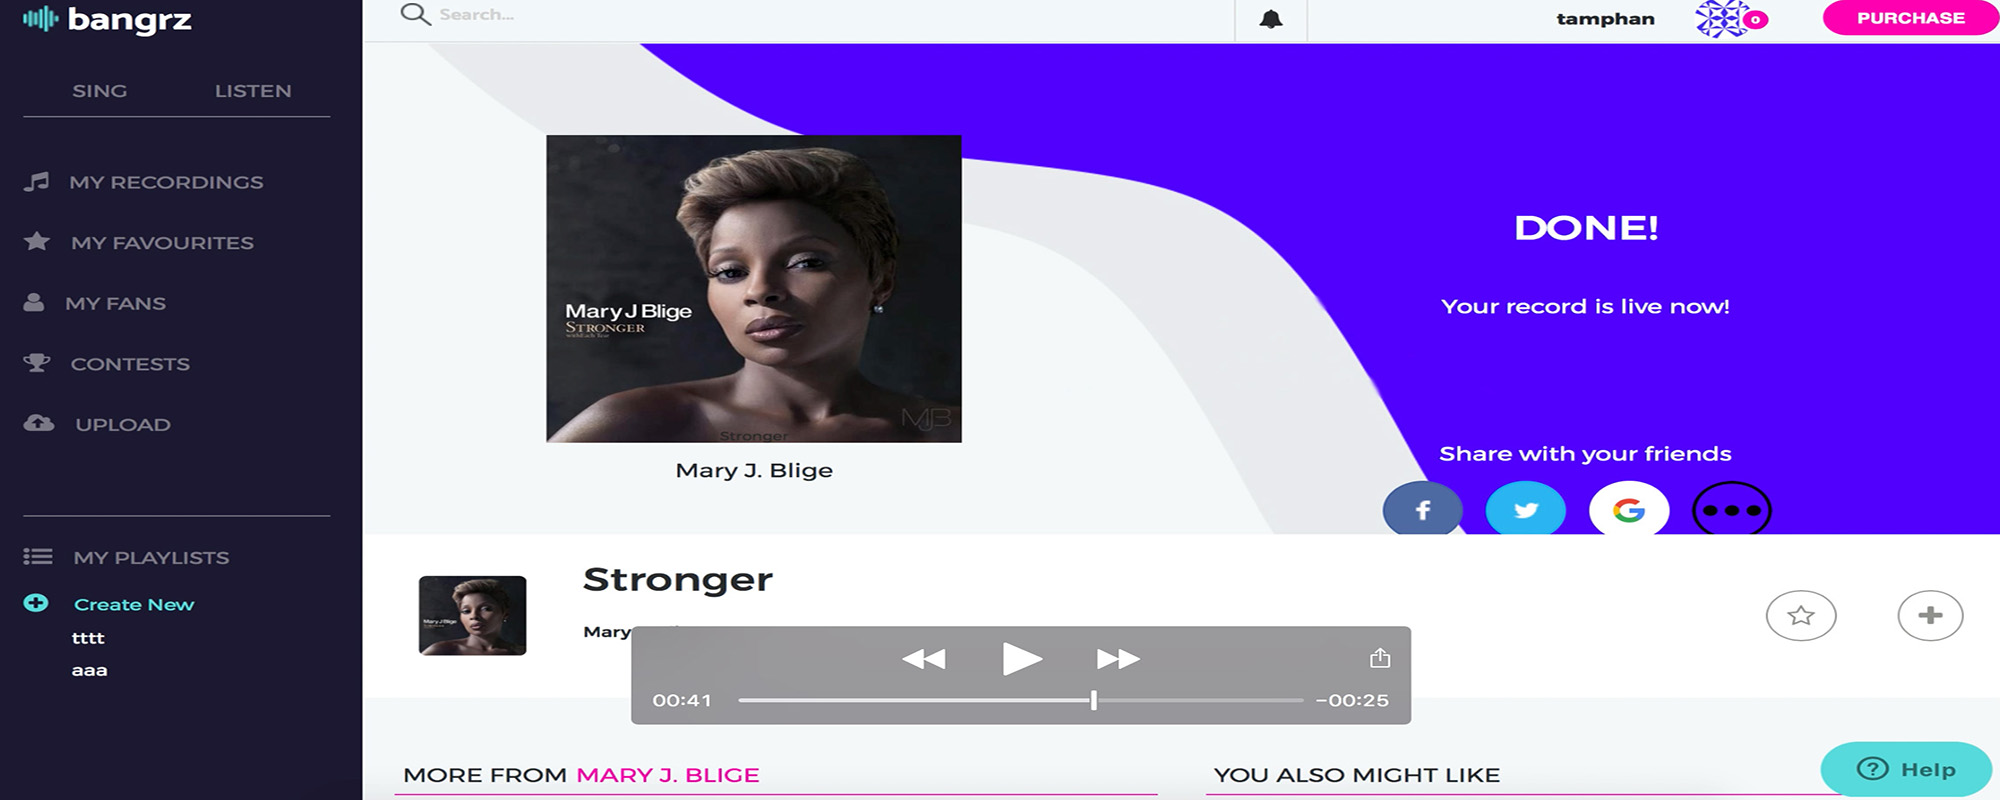 bangrz
Search...
tamphan
0
PURCHASE
SING
LISTEN
MY RECORDINGS
MY FAVOURITES
MY FANS
CONTESTS
UPLOAD
MY PLAYLISTS
Create New
tttt
aaa
Mary J Blige
STRONGER
MJB
Stronger
Mary J. Blige
DONE!
Your record is live now!
Share with your friends
f
G
Stronger
Mary J Blige
Mary
00:41
-00:25
MORE FROM MARY J. BLIGE
YOU ALSO MIGHT LIKE
? Help